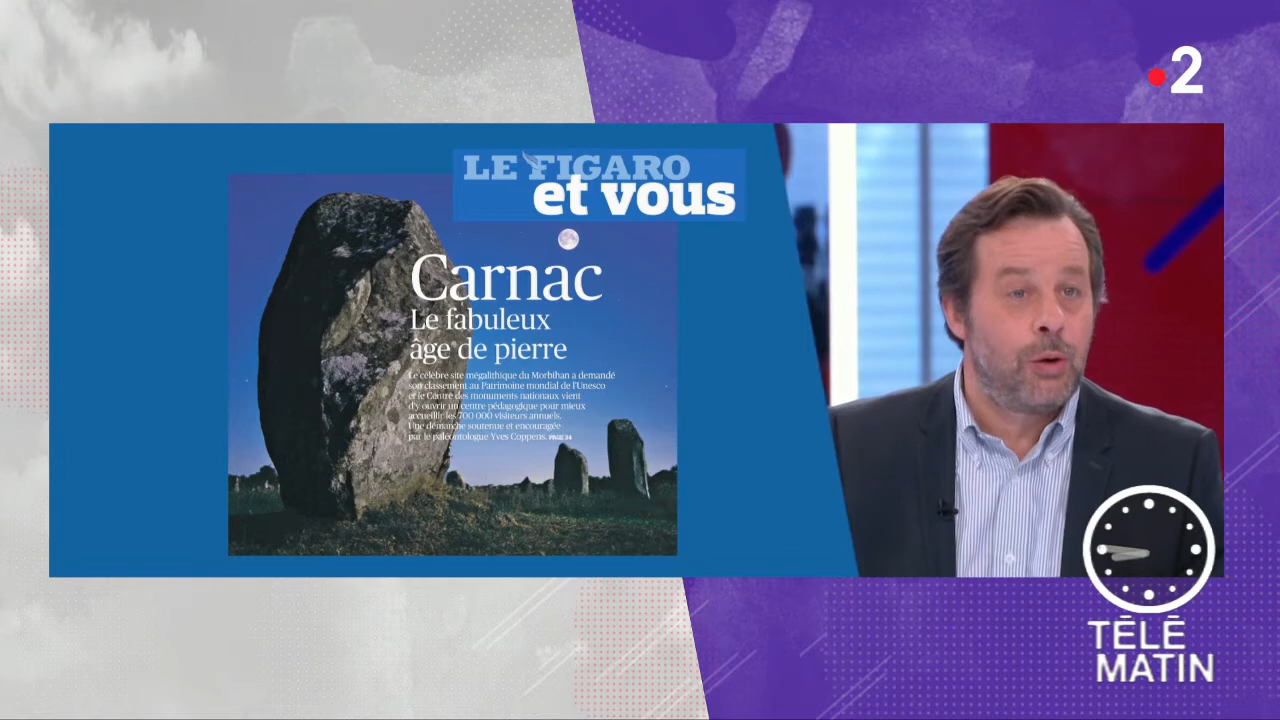 2
LE FIGARO
et vous
Carnac
Le fabuleux
âge de pierre
Le célèbre site mégalithique du Morbihan a demandé
son classement au Patrimoine mondial de l'Unesco
et le Centre des monuments nationaux vient
d'y ouvrir un centre pédagogique pour mieux
accueillir les 700 000 visiteurs annuels.
Une démarche soutenue et encouragée
par le paléontologue Yves Coppens. PAGE 34
TÉLÉ
MATIN